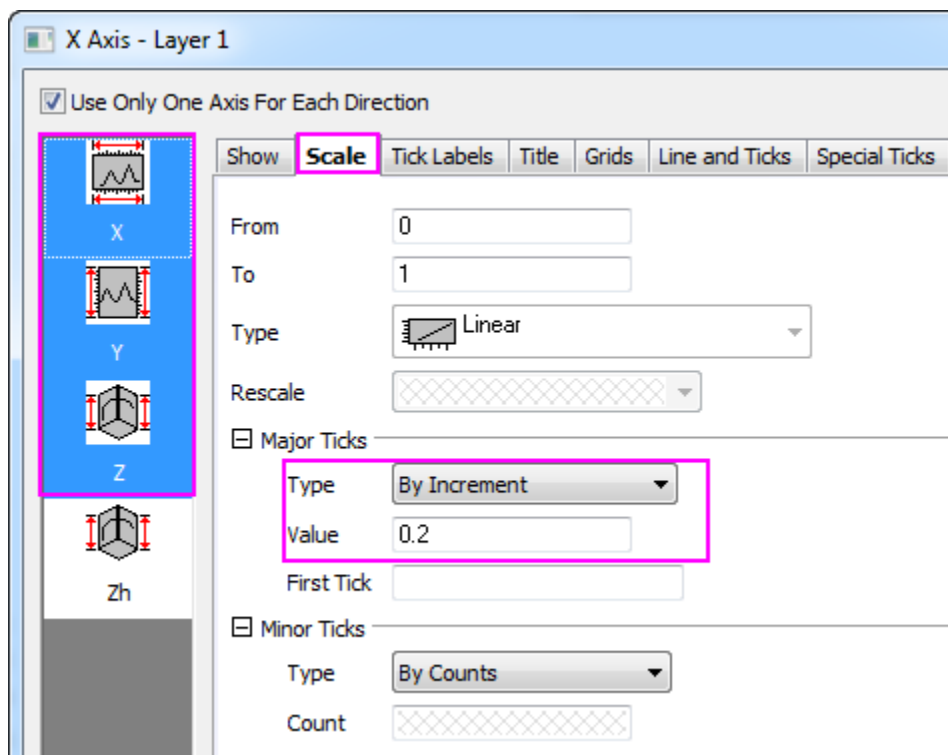 X Axis - Layer 1
Use Only One Axis For Each Direction
Show Scale Tick Labels Title Grids Line and Ticks Special Ticks
X
Y
Z
Zh
From 0
To 1
Type Linear
Rescale
Major Ticks
Type By Increment
Value 0.2
First Tick
Minor Ticks
Type By Counts
Count